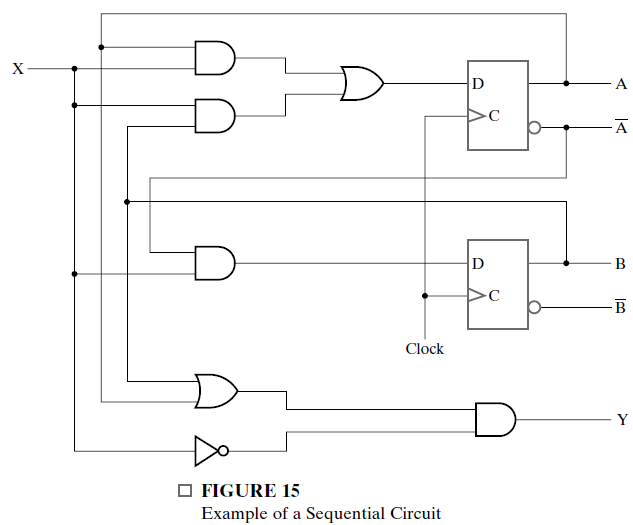 X
D
A
C
A̅
D
B
C
B̅
Clock
Y
FIGURE 15
Example of a Sequential Circuit